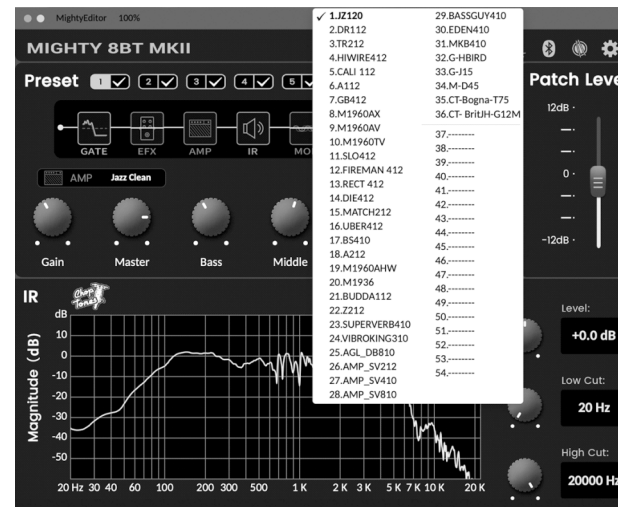 MightyEditor 100%
MIGHTY 8BT MKII
Preset 1 2 3 4 5
GATE EFX AMP IR
AMP Jazz Clean
Gain Master Bass Middle
✓ 1.JZ120
2.DR112
3.TR212
4.HIWIRE412
5.CALI 112
6.A112
7.GB412
8.M1960AX
9.M1960AV
10.M1960TV
11.SLO412
12.FIREMAN 412
13.RECT 412
14.DIE412
15.MATCH212
16.UBER412
17.BS410
18.A212
19.M1960AHW
20.M1936
21.BUDDA112
22.Z212
23.SUPERVERB410
24.VIBROKING310
25.AGL_DB810
26.AMP_SV212
27.AMP_SV410
28.AMP_SV810
29.BASSGUY410
30.EDEN410
31.MKB410
32.G-HBIRD
33.G-J15
34.M-D45
35.CT-Bogna-T75
36.CT- BritJH-G12M
37.--------
38.--------
39.--------
40.--------
41.--------
42.--------
43.--------
44.--------
45.--------
46.--------
47.--------
48.--------
49.--------
50.--------
51.--------
52.--------
53.--------
54.--------
Patch Leve
12dB
0
-12dB
IR
Chop Tones
Magnitude (dB)
dB
10
0
-10
-20
-30
-40
-50
20 Hz 30 40 60 100 200 300 500 1 K 2 K 3 K 5 K 7 K 10 K 20 K
Level:
+0.0 dB
Low Cut:
20 Hz
High Cut:
20000 Hz